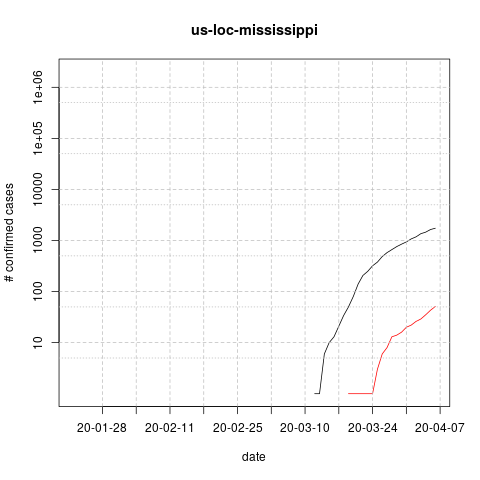 us-loc-mississippi
# confirmed cases
1e+06
1e+05
10000
1000
100
10
20-01-28 20-02-11 20-02-25 20-03-10 20-03-24 20-04-07
date